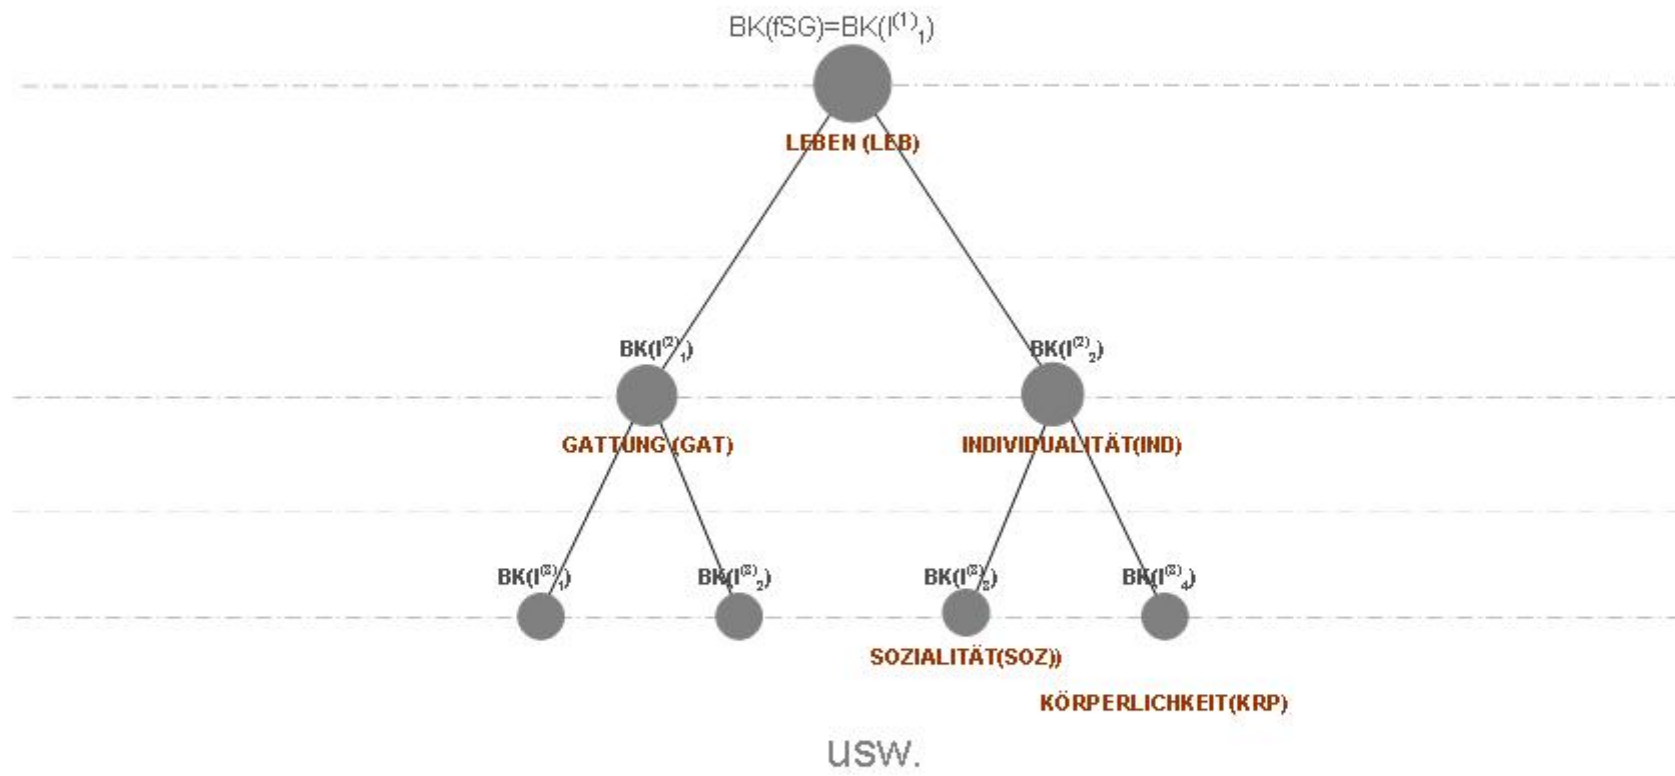 BK(fSG)=BK(I⁽¹⁾₁)
LEBEN (LEB)
BK(I⁽²⁾₁)
BK(I⁽²⁾₂)
GATTUNG (GAT)
INDIVIDUALITÄT(IND)
BK(I⁽³⁾₁)
BK(I⁽³⁾₂)
BK(I⁽³⁾₃)
BK(I⁽³⁾₄)
SOZIALITÄT(SOZ))
KÖRPERLICHKEIT(KRP)
usw.